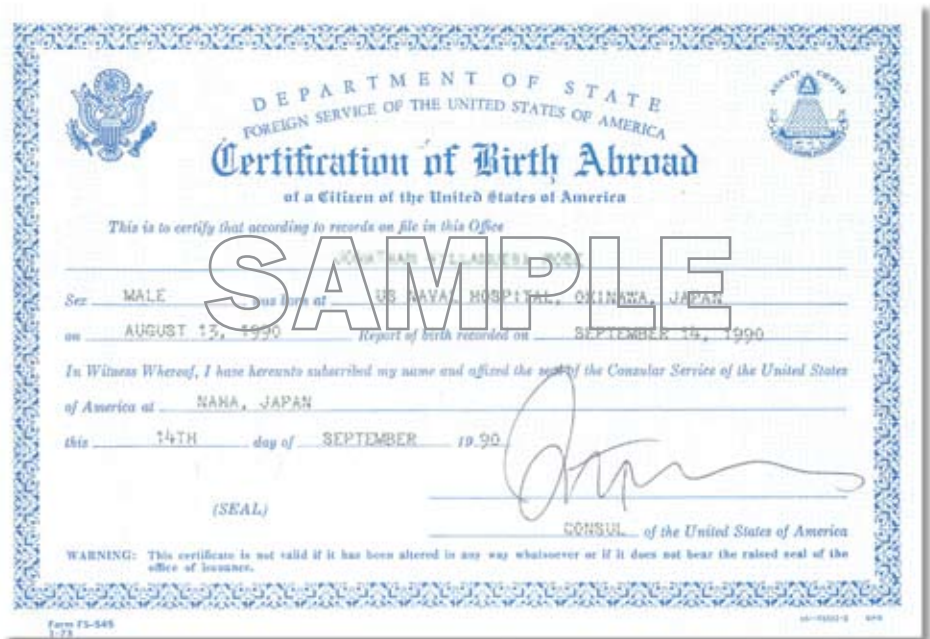 DEPARTMENT OF STATE
FOREIGN SERVICE OF THE UNITED STATES OF AMERICA
ANNUIT CŒPTIS
Certification of Birth Abroad
of a Citizen of the United States of America
This is to certify that according to records on file in this Office
JONATHAN
SAMPLE
Sex MALE was born at US NAVAL HOSPITAL, OKINAWA, JAPAN
on AUGUST 13, 1990 Report of birth recorded on SEPTEMBER 14, 1990
In Witness Whereof, I have hereunto subscribed my name and affixed the seal of the Consular Service of the United States
of America at NAHA, JAPAN
this 14TH day of SEPTEMBER 19 90
(SEAL)
CONSUL of the United States of America
WARNING: This certificate is not valid if it has been altered in any way whatsoever or if it does not bear the raised seal of the
office of issuance.
Form FS-545
1-73